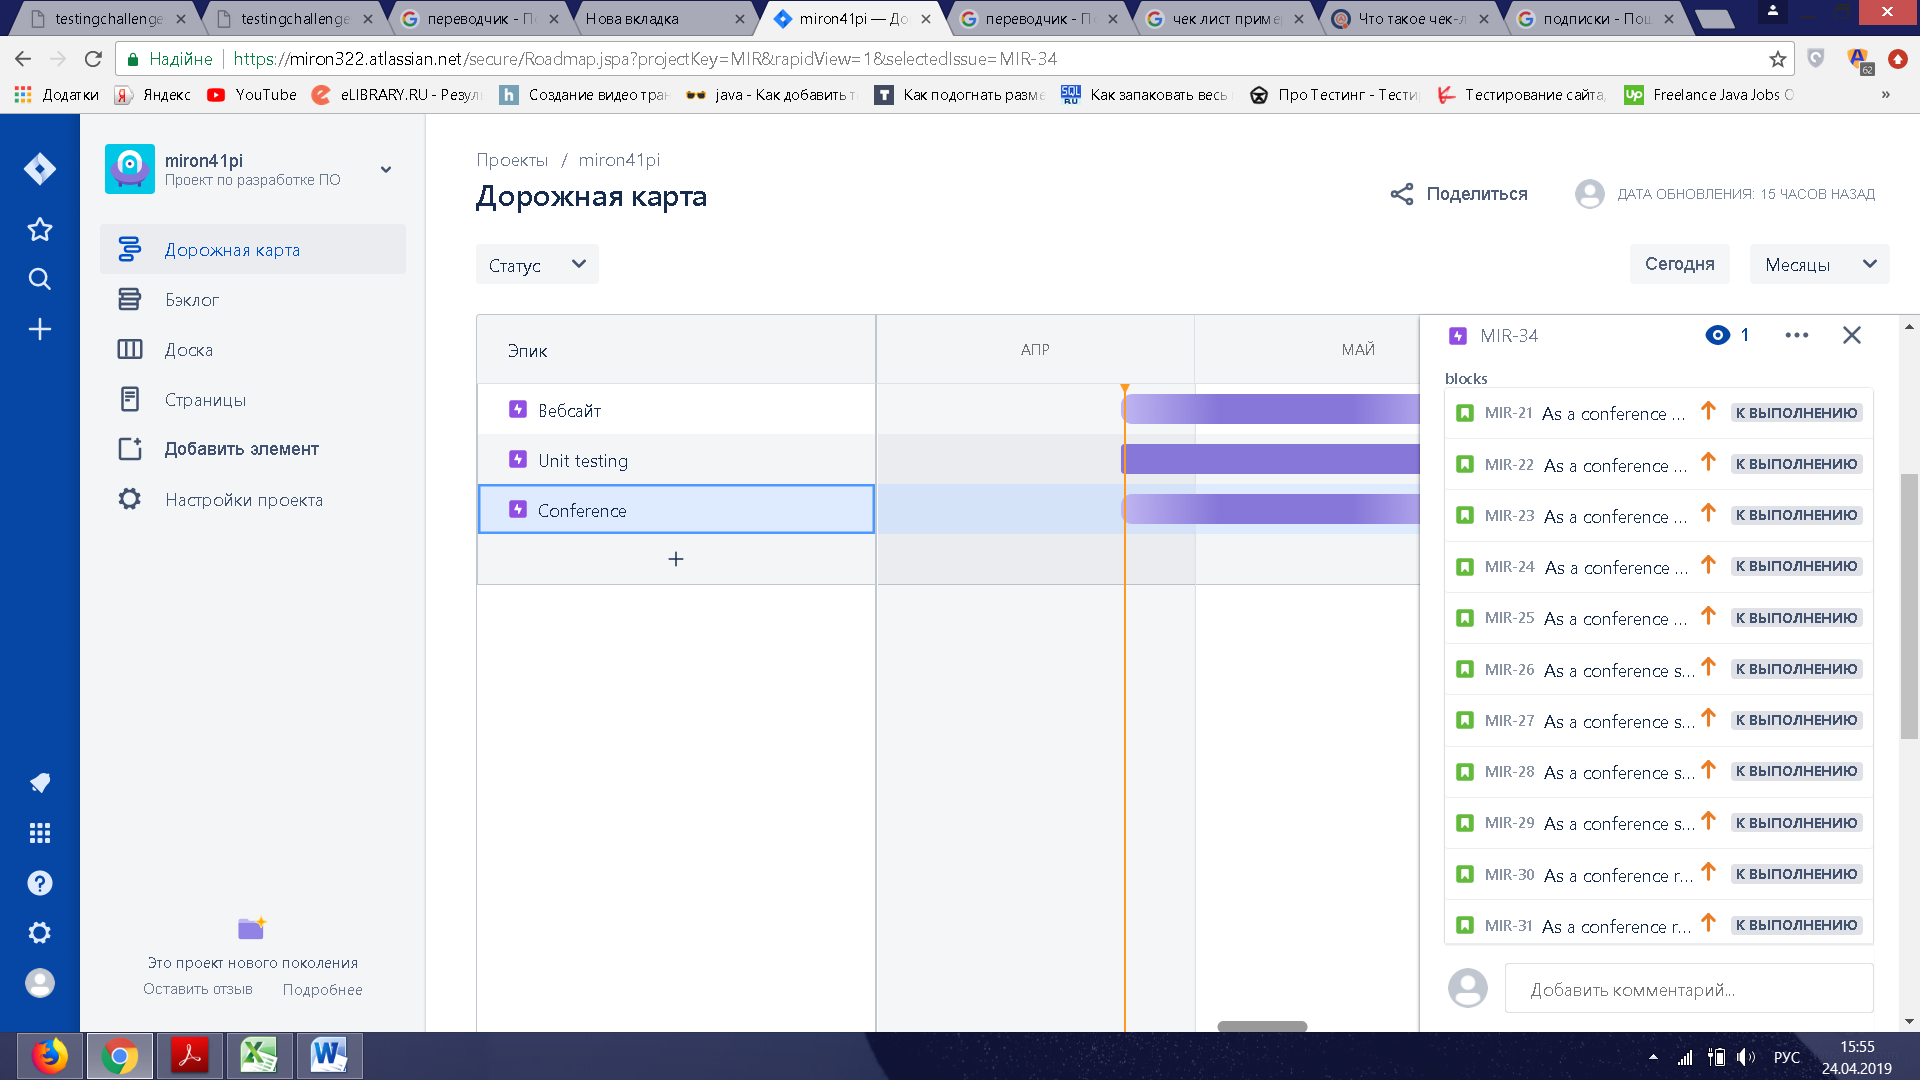 testingchallenge
testingchallenge
переводчик - П
Нова вкладка
miron41pi — До
переводчик - П
чек лист приме
Что такое чек-л
подписки - Пош
Надійне
https://miron322.atlassian.net/secure/Roadmap.jspa?projectKey=MIR&rapidView=1&selectedIssue=MIR-34
62
Додатки
Яндекс
YouTube
eLIBRARY.RU - Резул
Создание видео тран
java - Как добавить т
Как подогнать разме
Как запаковать весь
Про Тестинг - Тести
Тестирование сайта,
Freelance Java Jobs O
»
miron41pi
Проект по разработке ПО
Дорожная карта
Бэклог
Доска
Страницы
Добавить элемент
Настройки проекта
Это проект нового поколения
Оставить отзыв Подробнее
Проекты / miron41pi
Дорожная карта
Поделиться
ДАТА ОБНОВЛЕНИЯ: 15 ЧАСОВ НАЗАД
Статус
Сегодня
Месяцы
Эпик
АПР
МАЙ
Вебсайт
Unit testing
Conference
MIR-34
1
blocks
MIR-21 As a conference ... К ВЫПОЛНЕНИЮ
MIR-22 As a conference ... К ВЫПОЛНЕНИЮ
MIR-23 As a conference ... К ВЫПОЛНЕНИЮ
MIR-24 As a conference ... К ВЫПОЛНЕНИЮ
MIR-25 As a conference ... К ВЫПОЛНЕНИЮ
MIR-26 As a conference s... К ВЫПОЛНЕНИЮ
MIR-27 As a conference s... К ВЫПОЛНЕНИЮ
MIR-28 As a conference s... К ВЫПОЛНЕНИЮ
MIR-29 As a conference s... К ВЫПОЛНЕНИЮ
MIR-30 As a conference r... К ВЫПОЛНЕНИЮ
MIR-31 As a conference r... К ВЫПОЛНЕНИЮ
Добавить комментарий...
РУС
15:55
24.04.2019